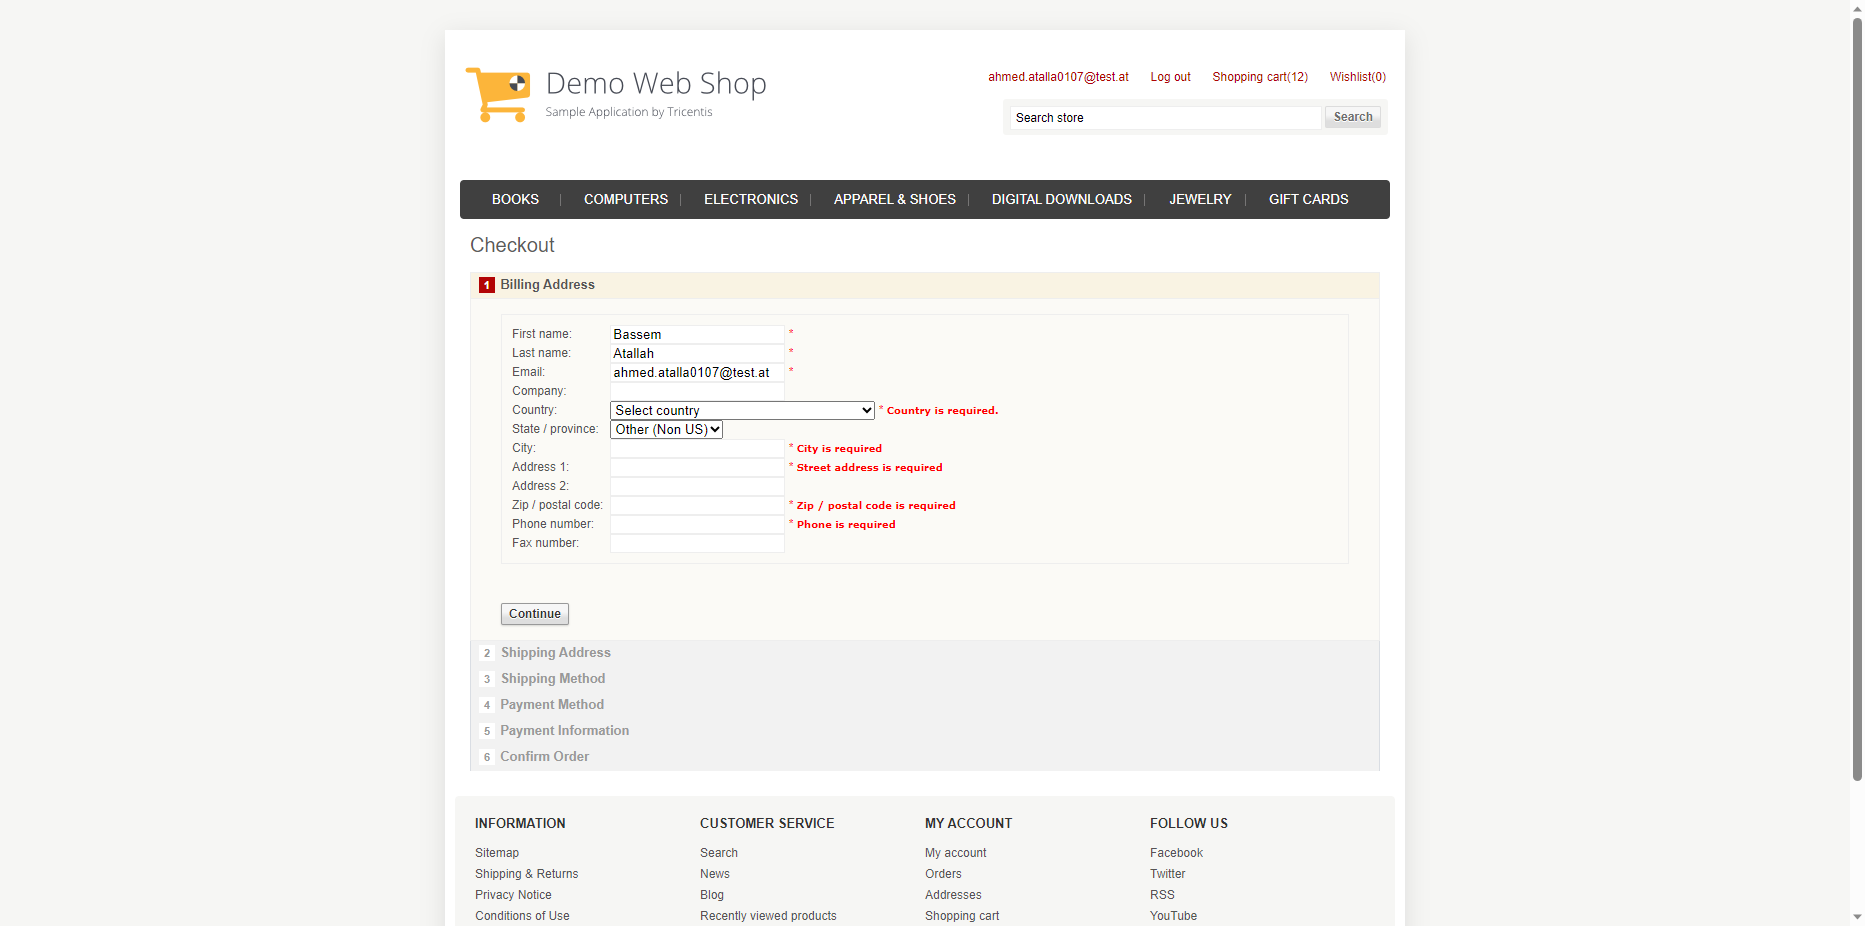 Demo Web Shop
Sample Application by Tricentis
ahmed.atalla0107@test.at Log out Shopping cart(12) Wishlist(0)
Search store Search
BOOKS COMPUTERS ELECTRONICS APPAREL & SHOES DIGITAL DOWNLOADS JEWELRY GIFT CARDS
Checkout
1 Billing Address
First name: Bassem *
Last name: Atallah *
Email: ahmed.atalla0107@test.at *
Company:
Country: Select country * Country is required.
State / province: Other (Non US)
City: * City is required
Address 1: * Street address is required
Address 2:
Zip / postal code: * Zip / postal code is required
Phone number: * Phone is required
Fax number:
Continue
2 Shipping Address
3 Shipping Method
4 Payment Method
5 Payment Information
6 Confirm Order
INFORMATION CUSTOMER SERVICE MY ACCOUNT FOLLOW US
Sitemap Search My account Facebook
Shipping & Returns News Orders Twitter
Privacy Notice Blog Addresses RSS
Conditions of Use Recently viewed products Shopping cart YouTube